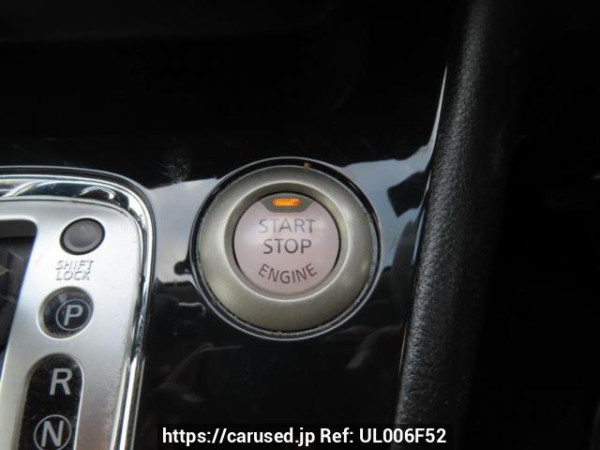 START
STOP
ENGINE
SHIFT
LOCK
P
R
N
https://carused.jp Ref: UL006F52